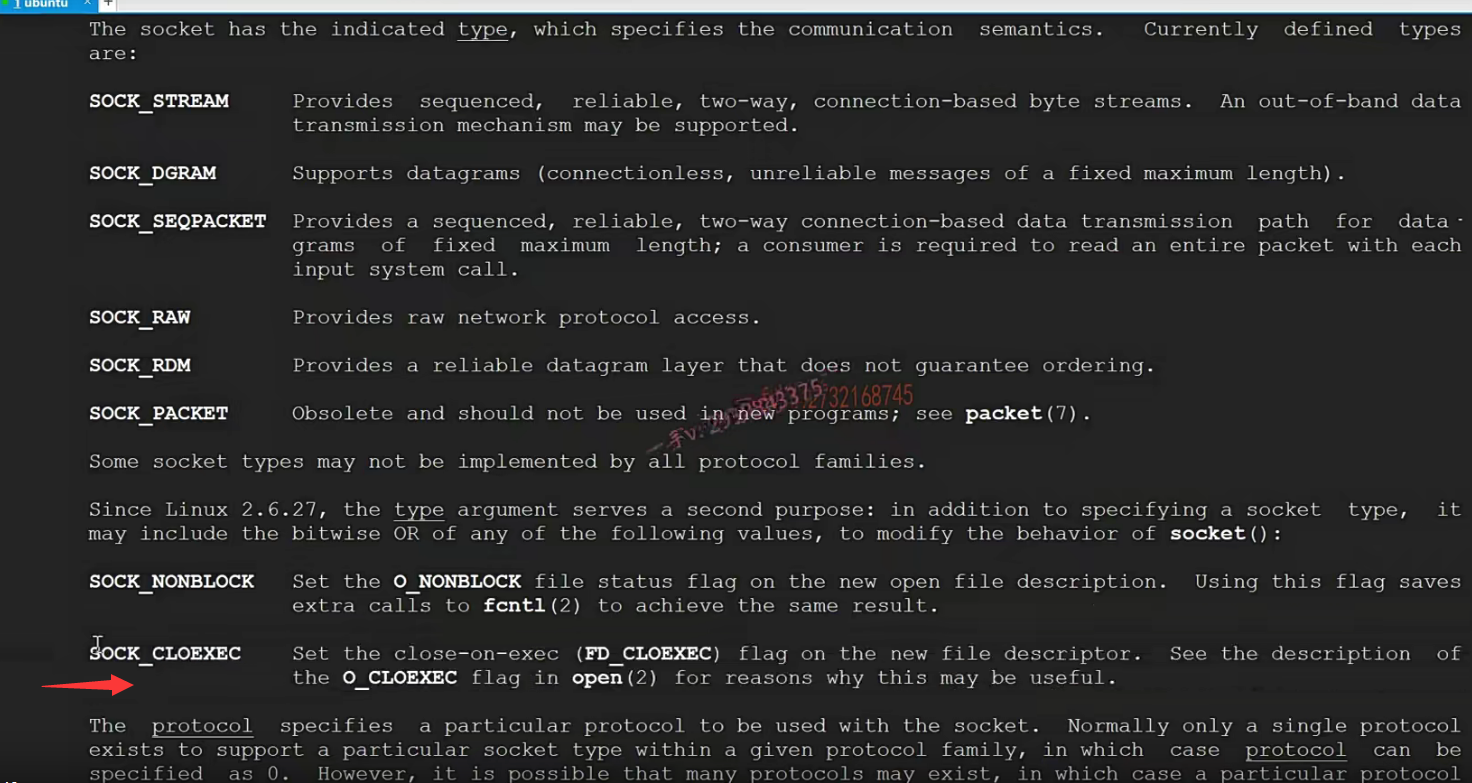 1 ubuntu × +
The socket has the indicated type, which specifies the communication semantics. Currently defined types
are:
SOCK_STREAM Provides sequenced, reliable, two-way, connection-based byte streams. An out-of-band data
transmission mechanism may be supported.
SOCK_DGRAM Supports datagrams (connectionless, unreliable messages of a fixed maximum length).
SOCK_SEQPACKET Provides a sequenced, reliable, two-way connection-based data transmission path for data-
grams of fixed maximum length; a consumer is required to read an entire packet with each
input system call.
SOCK_RAW Provides raw network protocol access.
SOCK_RDM Provides a reliable datagram layer that does not guarantee ordering.
SOCK_PACKET Obsolete and should not be used in new programs; see packet(7).
Some socket types may not be implemented by all protocol families.
Since Linux 2.6.27, the type argument serves a second purpose: in addition to specifying a socket type, it
may include the bitwise OR of any of the following values, to modify the behavior of socket():
SOCK_NONBLOCK Set the O_NONBLOCK file status flag on the new open file description. Using this flag saves
extra calls to fcntl(2) to achieve the same result.
SOCK_CLOEXEC Set the close-on-exec (FD_CLOEXEC) flag on the new file descriptor. See the description of
the O_CLOEXEC flag in open(2) for reasons why this may be useful.
The protocol specifies a particular protocol to be used with the socket. Normally only a single protocol
exists to support a particular socket type within a given protocol family, in which case protocol can be
specified as 0. However, it is possible that many protocols may exist, in which case a particular protocol